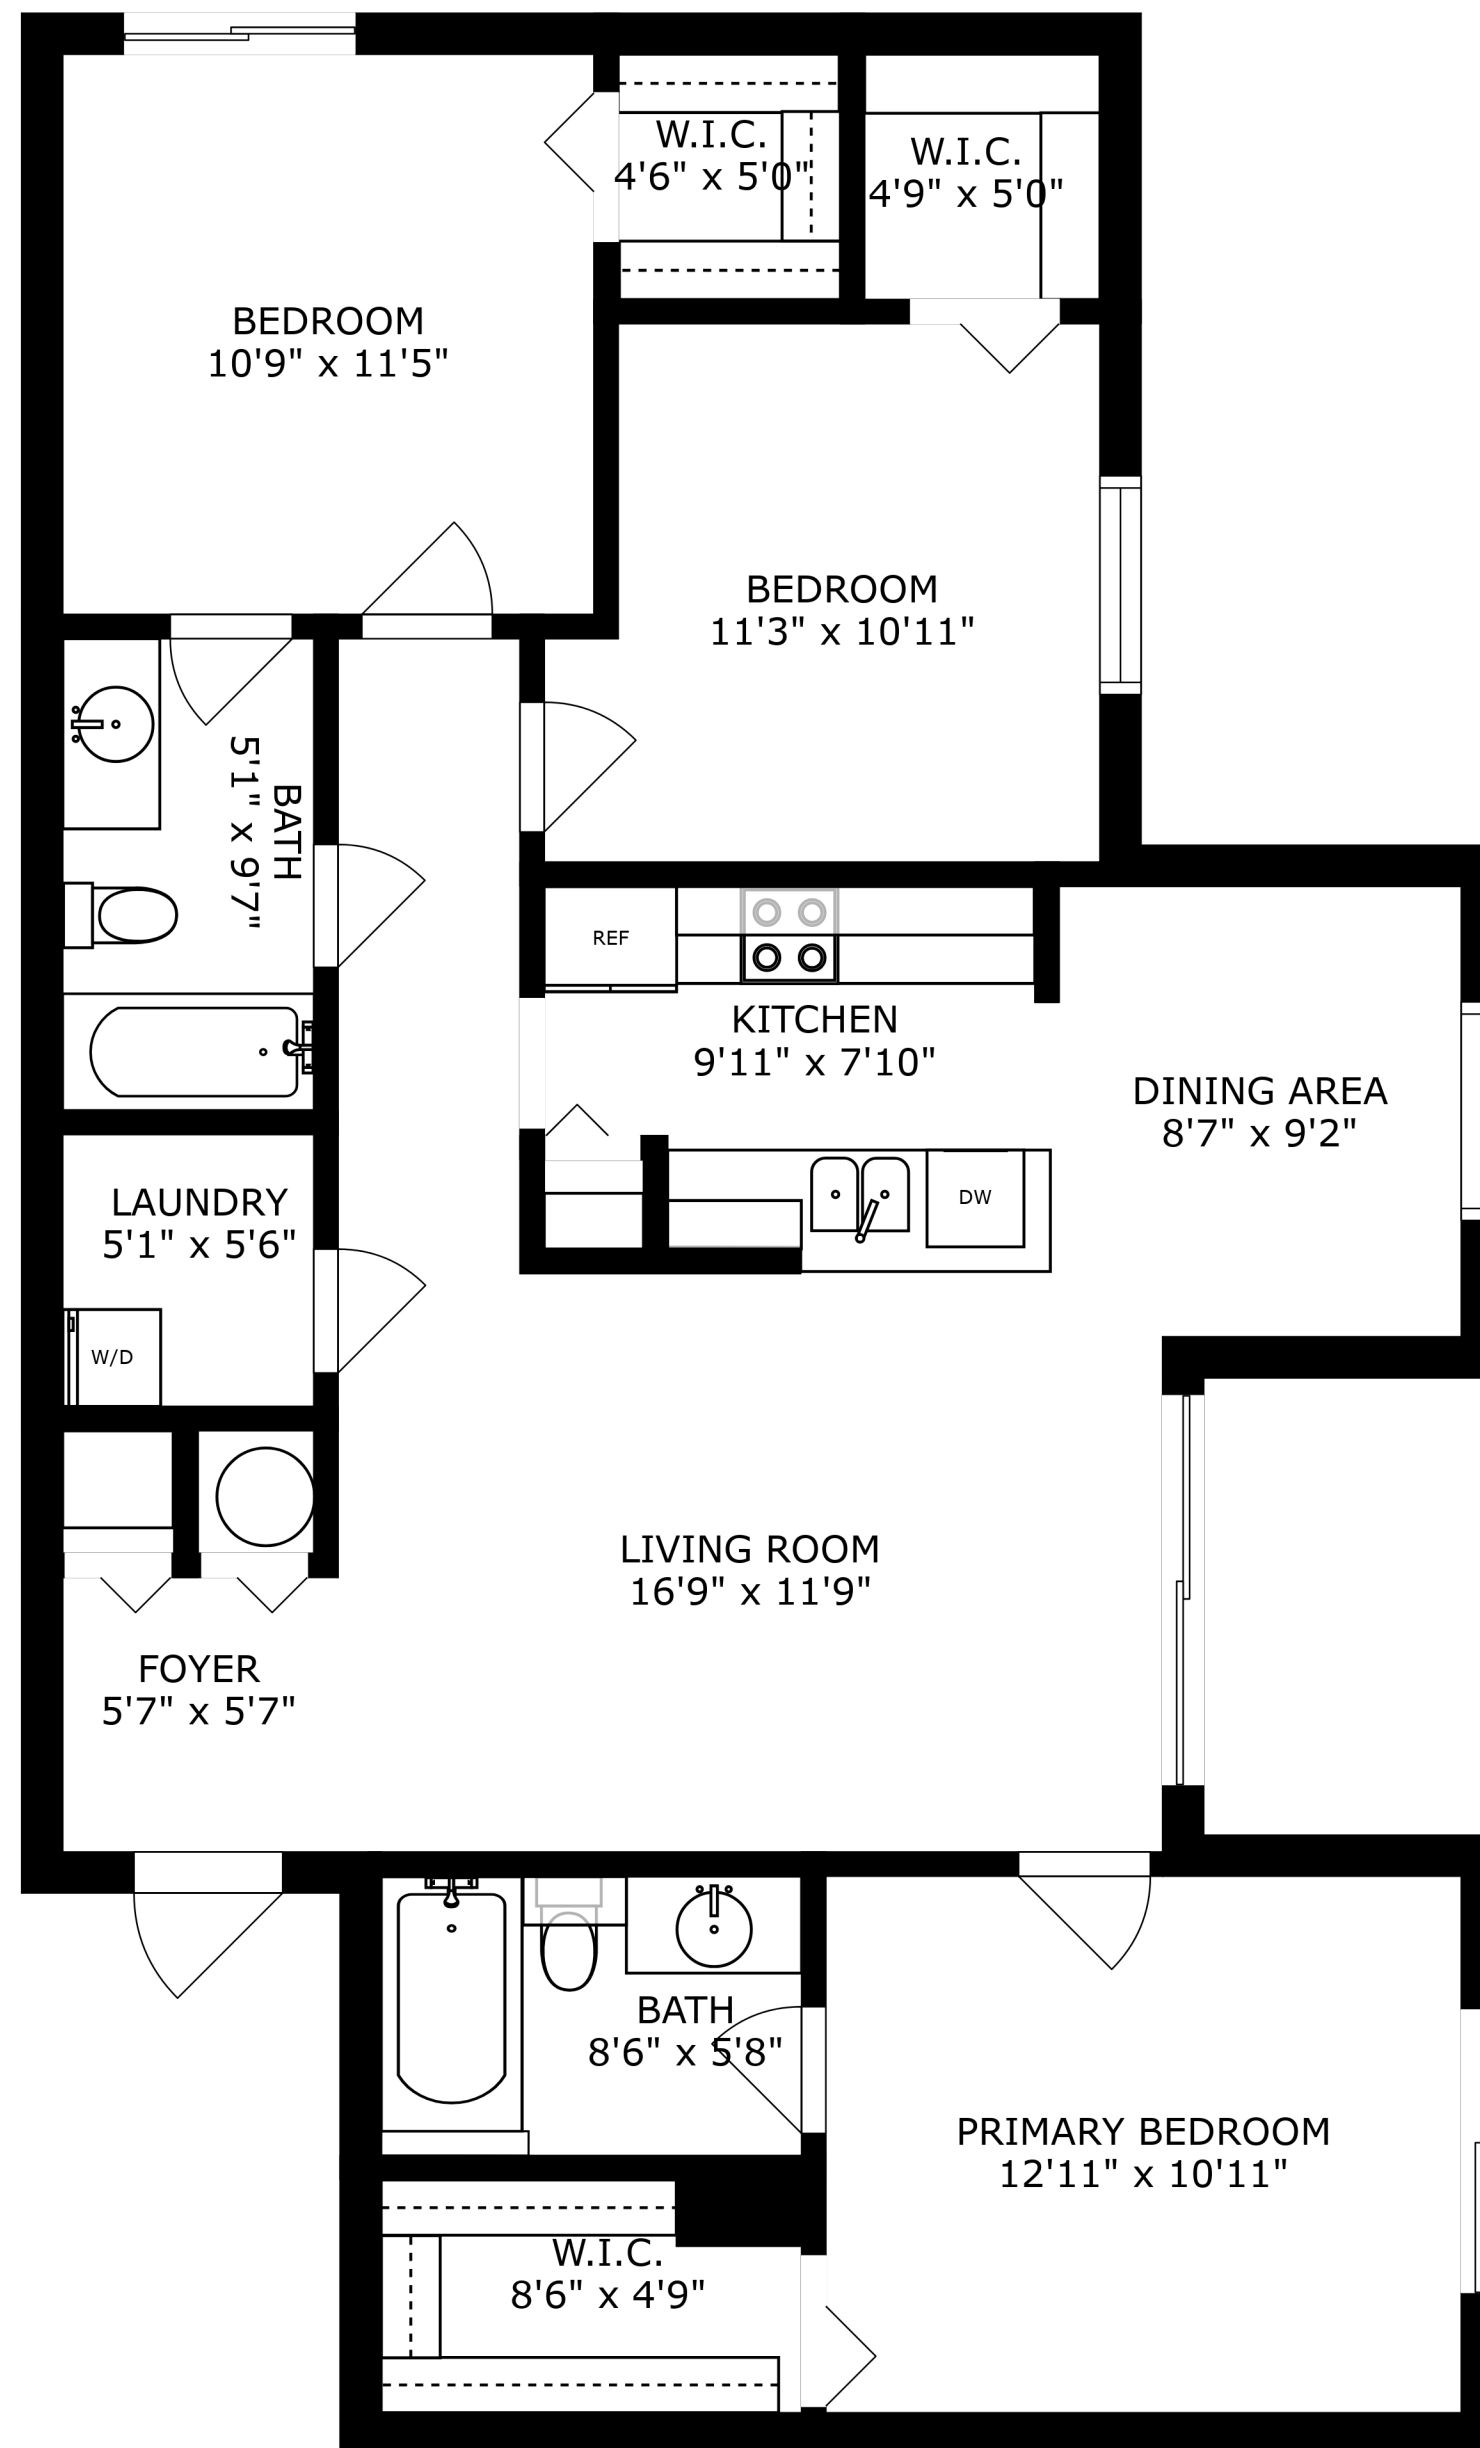 W.I.C.
4'6" x 5'0"
W.I.C.
4'9" x 5'0"
BEDROOM
10'9" x 11'5"
BEDROOM
11'3" x 10'11"
BATH
5'1" x 9'7"
REF
KITCHEN
9'11" x 7'10"
DINING AREA
8'7" x 9'2"
LAUNDRY
5'1" x 5'6"
DW
W/D
LIVING ROOM
16'9" x 11'9"
FOYER
5'7" x 5'7"
BATH
8'6" x 5'8"
PRIMARY BEDROOM
12'11" x 10'11"
W.I.C.
8'6" x 4'9"